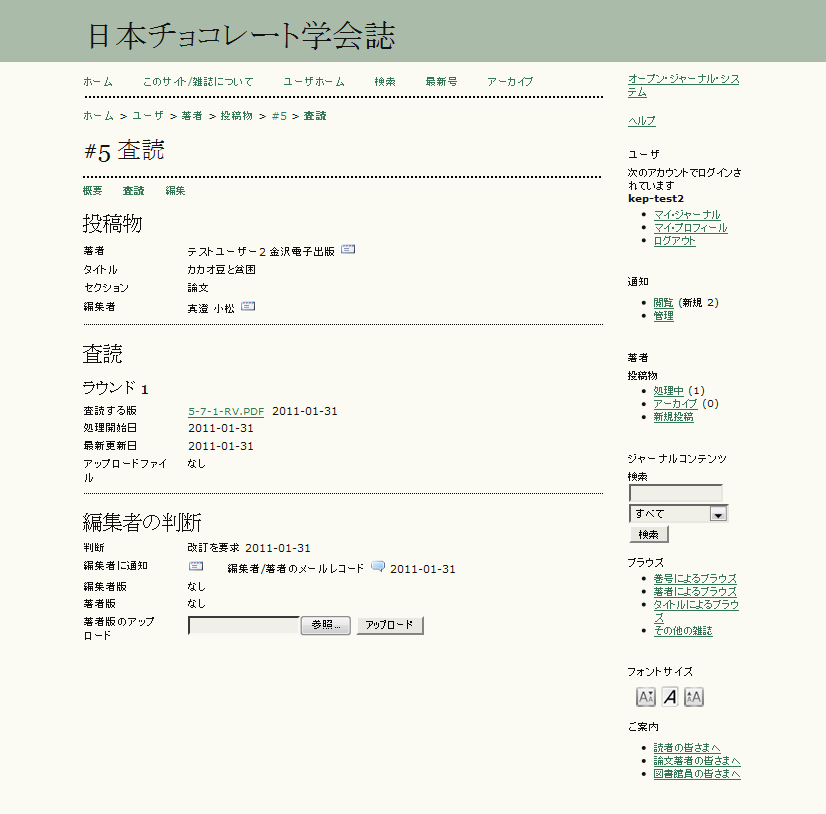 日本チョコレート学会誌
ホーム このサイト/雑誌について ユーザホーム 検索 最新号 アーカイブ
ホーム > ユーザ > 著者 > 投稿物 > #5 > 査読
#5 査読
概要 査読 編集
投稿物
著者 テストユーザー2 金沢電子出版
タイトル カカオ豆と貧困
セクション 論文
編集者 真澄 小松
査読
ラウンド 1
査読する版 5-7-1-RV.PDF 2011-01-31
処理開始日 2011-01-31
最新更新日 2011-01-31
アップロードファイ なし
ル
編集者の判断
判断 改訂を要求 2011-01-31
編集者に通知 編集者/著者のメールレコード 2011-01-31
編集者版 なし
著者版 なし
著者版のアップ 参照... アップロード
ロード
オープン・ジャーナル・シス
テム
ヘルプ
ユーザ
次のアカウントでログインさ
れています
kep-test2
マイ・ジャーナル
マイ・プロフィール
ログアウト
通知
閲覧 (新規 2)
管理
著者
投稿物
処理中 (1)
アーカイブ (0)
新規投稿
ジャーナルコンテンツ
検索
すべて
検索
ブラウズ
巻号によるブラウズ
著者によるブラウズ
タイトルによるブラウ
ズ
その他の雑誌
フォントサイズ
AA A AA
ご案内
読者の皆さまへ
論文著者の皆さまへ
図書館員の皆さまへ